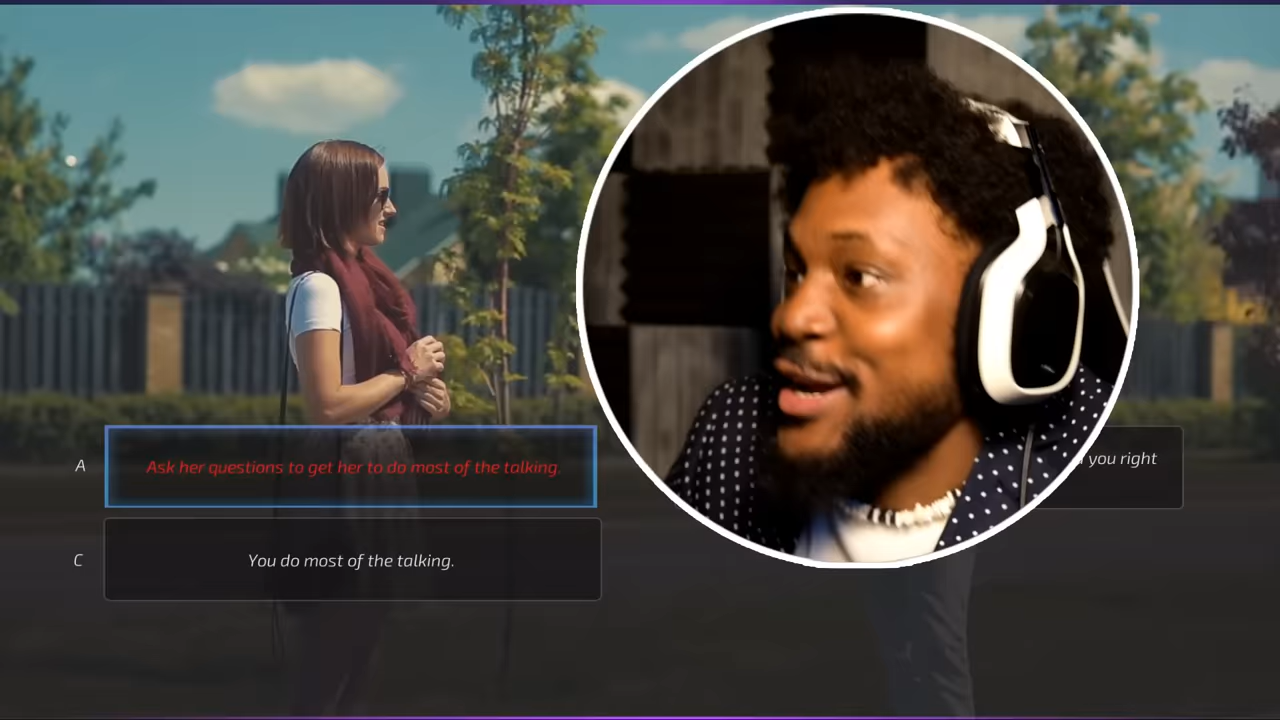 A
Ask her questions to get her to do most of the talking.
you right
C
You do most of the talking.